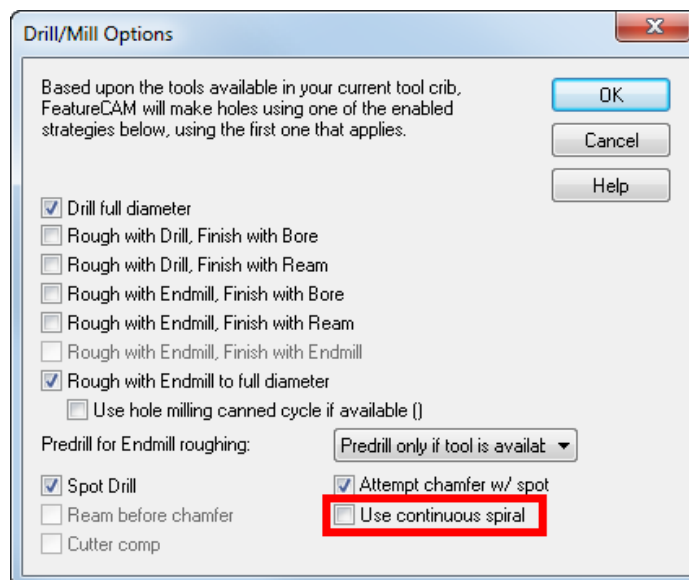 Drill/Mill Options
Based upon the tools available in your current tool crib,
FeatureCAM will make holes using one of the enabled
strategies below, using the first one that applies.
OK
Cancel
Help
Drill full diameter
Rough with Drill, Finish with Bore
Rough with Drill, Finish with Ream
Rough with Endmill, Finish with Bore
Rough with Endmill, Finish with Ream
Rough with Endmill, Finish with Endmill
Rough with Endmill to full diameter
Use hole milling canned cycle if available ()
Predrill for Endmill roughing: Predrill only if tool is availat
Spot Drill Attempt chamfer w/ spot
Ream before chamfer Use continuous spiral
Cutter comp